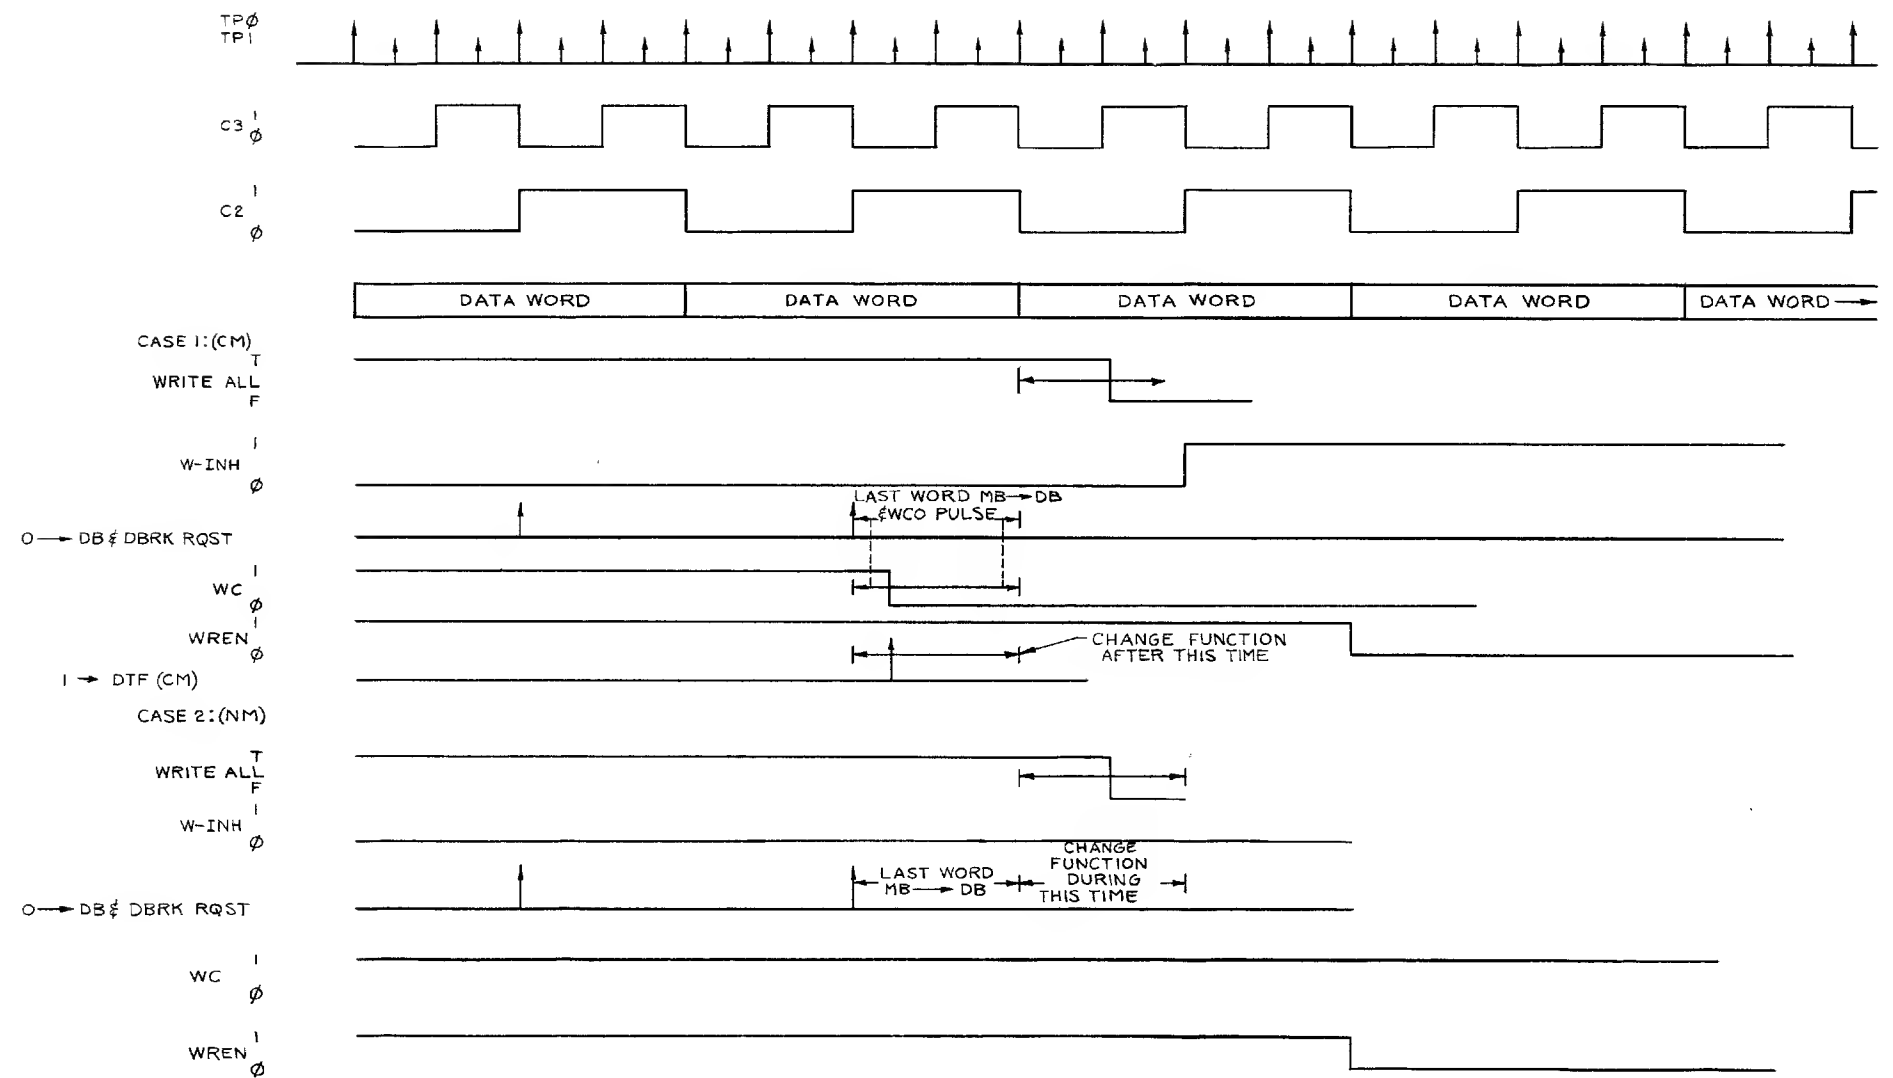 TPØ
TP1
C3 1
Ø
1
C2
Ø
DATA WORD DATA WORD DATA WORD DATA WORD DATA WORD
CASE 1:(CM)
T
WRITE ALL
F
1
W-INH
Ø
LAST WORD MB→DB
&WCO PULSE
0→DB & DBRK RQST
1
WC
Ø
1
WREN
Ø
CHANGE FUNCTION
AFTER THIS TIME
1→ DTF (CM)
CASE 2:(NM)
T
WRITE ALL
F
1
W-INH
Ø
CHANGE
FUNCTION
DURING
THIS TIME
LAST WORD
MB→DB
0→DB & DBRK RQST
1
WC
Ø
1
WREN
Ø